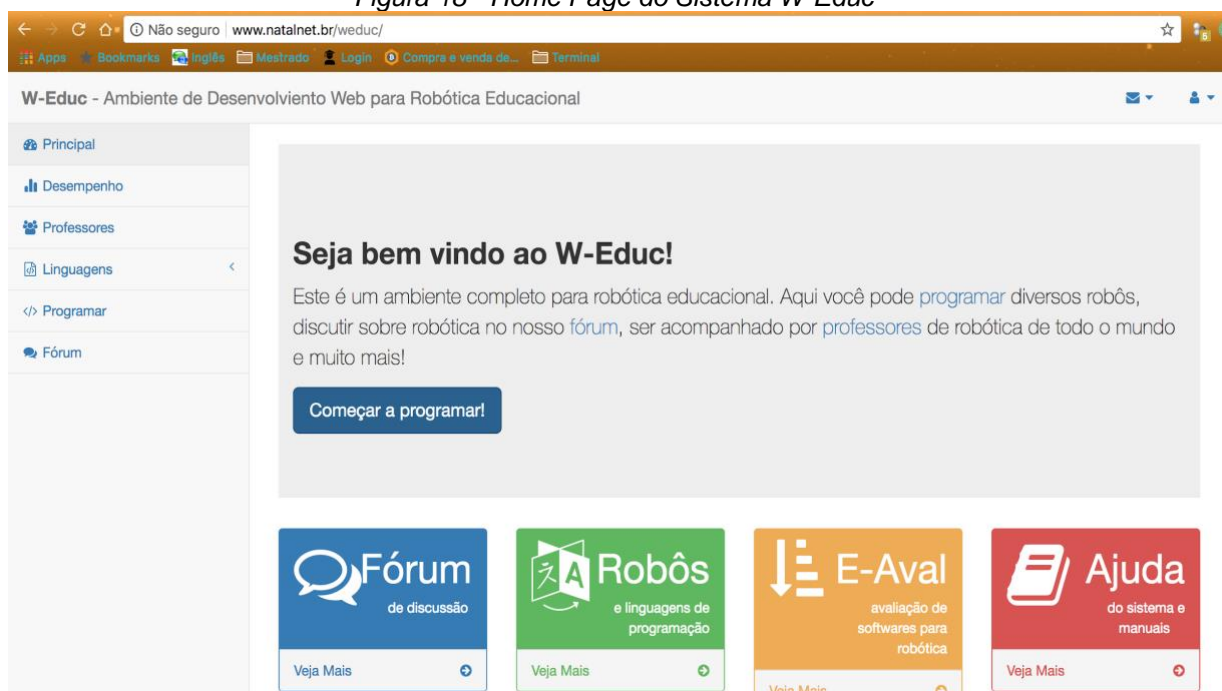 Figura 18 - Home Page do Sistema W-Educ
Não seguro www.natalnet.br/weduc/
6
Apps Bookmarks Inglês Mestrado Login Compra e venda de... Terminal
W-Educ - Ambiente de Desenvolviento Web para Robótica Educacional
Principal
Desempenho
Professores
Linguagens
</> Programar
Fórum
Seja bem vindo ao W-Educ!
Este é um ambiente completo para robótica educacional. Aqui você pode programar diversos robôs,
discutir sobre robótica no nosso fórum, ser acompanhado por professores de robótica de todo o mundo
e muito mais!
Começar a programar!
Fórum
de discussão
Veja Mais
Robôs
e linguagens de
programação
Veja Mais
E-Aval
avaliação de
softwares para
robótica
Veja Mais
Ajuda
do sistema e
manuais
Veja Mais